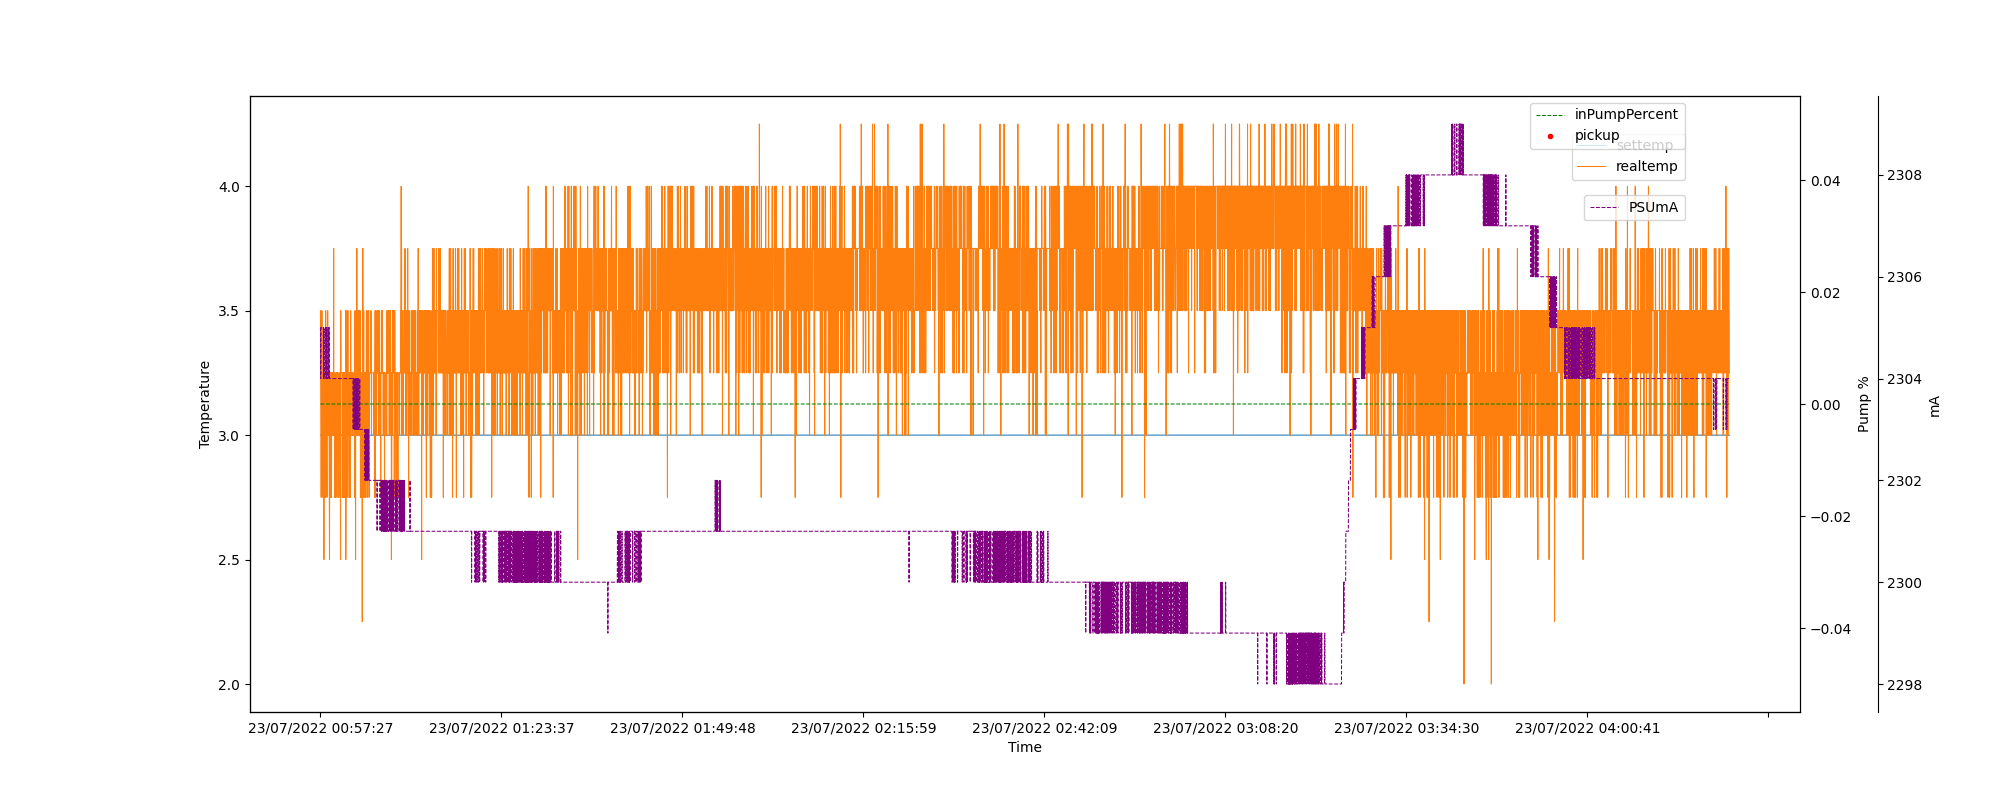 inPumpPercent
pickup
settemp
realtemp
PSUmA
4.0
3.5
3.0
2.5
2.0
Temperature
0.04
0.02
0.00
−0.02
−0.04
Pump %
2308
2306
2304
2302
2300
2298
mA
23/07/2022 00:57:27
23/07/2022 01:23:37
23/07/2022 01:49:48
23/07/2022 02:15:59
23/07/2022 02:42:09
23/07/2022 03:08:20
23/07/2022 03:34:30
23/07/2022 04:00:41
Time